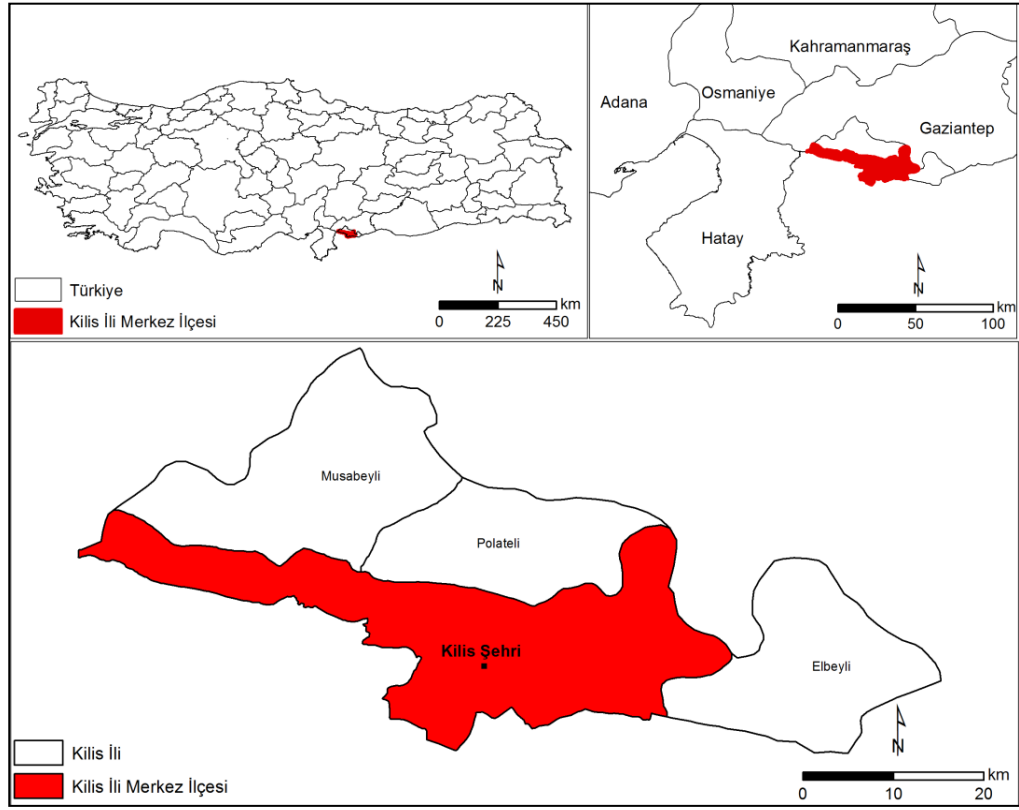 Türkiye
Kilis İli Merkez İlçesi
N
km
0 225 450
Kahramanmaraş
Osmaniye
Adana
Gaziantep
Hatay
N
km
0 50 100
Musabeyli
Polateli
Kilis Şehri
Elbeyli
N
Kilis İli
Kilis İli Merkez İlçesi
km
0 10 20